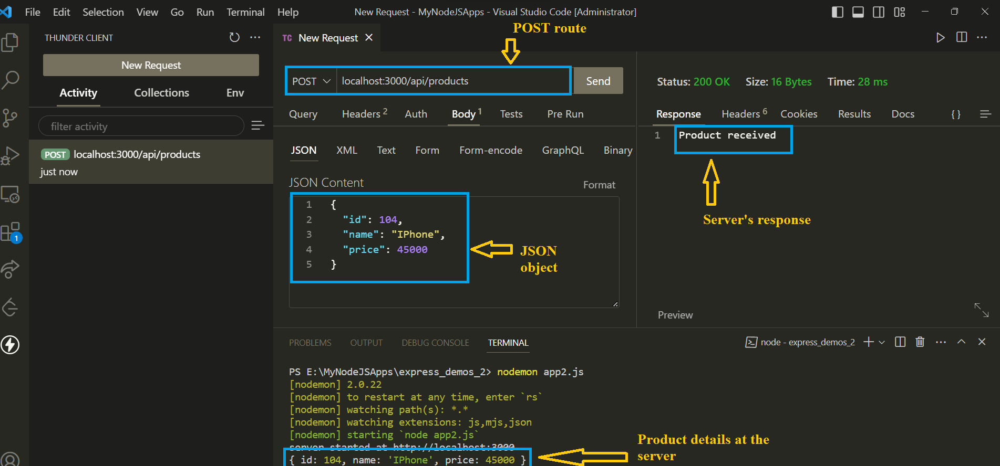 File Edit Selection View Go Run Terminal Help New Request - MyNodeJSApps - Visual Studio Code [Administrator]
THUNDER CLIENT
New Request
Activity Collections Env
filter activity
POST localhost:3000/api/products
just now
TC New Request
POST route
POST localhost:3000/api/products Send
Query Headers 2 Auth Body 1 Tests Pre Run
JSON XML Text Form Form-encode GraphQL Binary
JSON Content
Format
1 {
2 "id": 104,
3 "name": "IPhone",
4 "price": 45000
5 }
JSON
object
Status: 200 OK Size: 16 Bytes Time: 28 ms
Response Headers 6 Cookies Results Docs { }
1 Product received
Server's response
Preview
1
PROBLEMS OUTPUT DEBUG CONSOLE TERMINAL node - express_demos_2
PS E:\MyNodeJSApps\express_demos_2> nodemon app2.js
[nodemon] 2.0.22
[nodemon] to restart at any time, enter `rs`
[nodemon] watching path(s): *.*
[nodemon] watching extensions: js,mjs,json
[nodemon] starting `node app2.js`
server started at http://localhost:3000
{ id: 104, name: 'IPhone', price: 45000 }
Product details at the
server